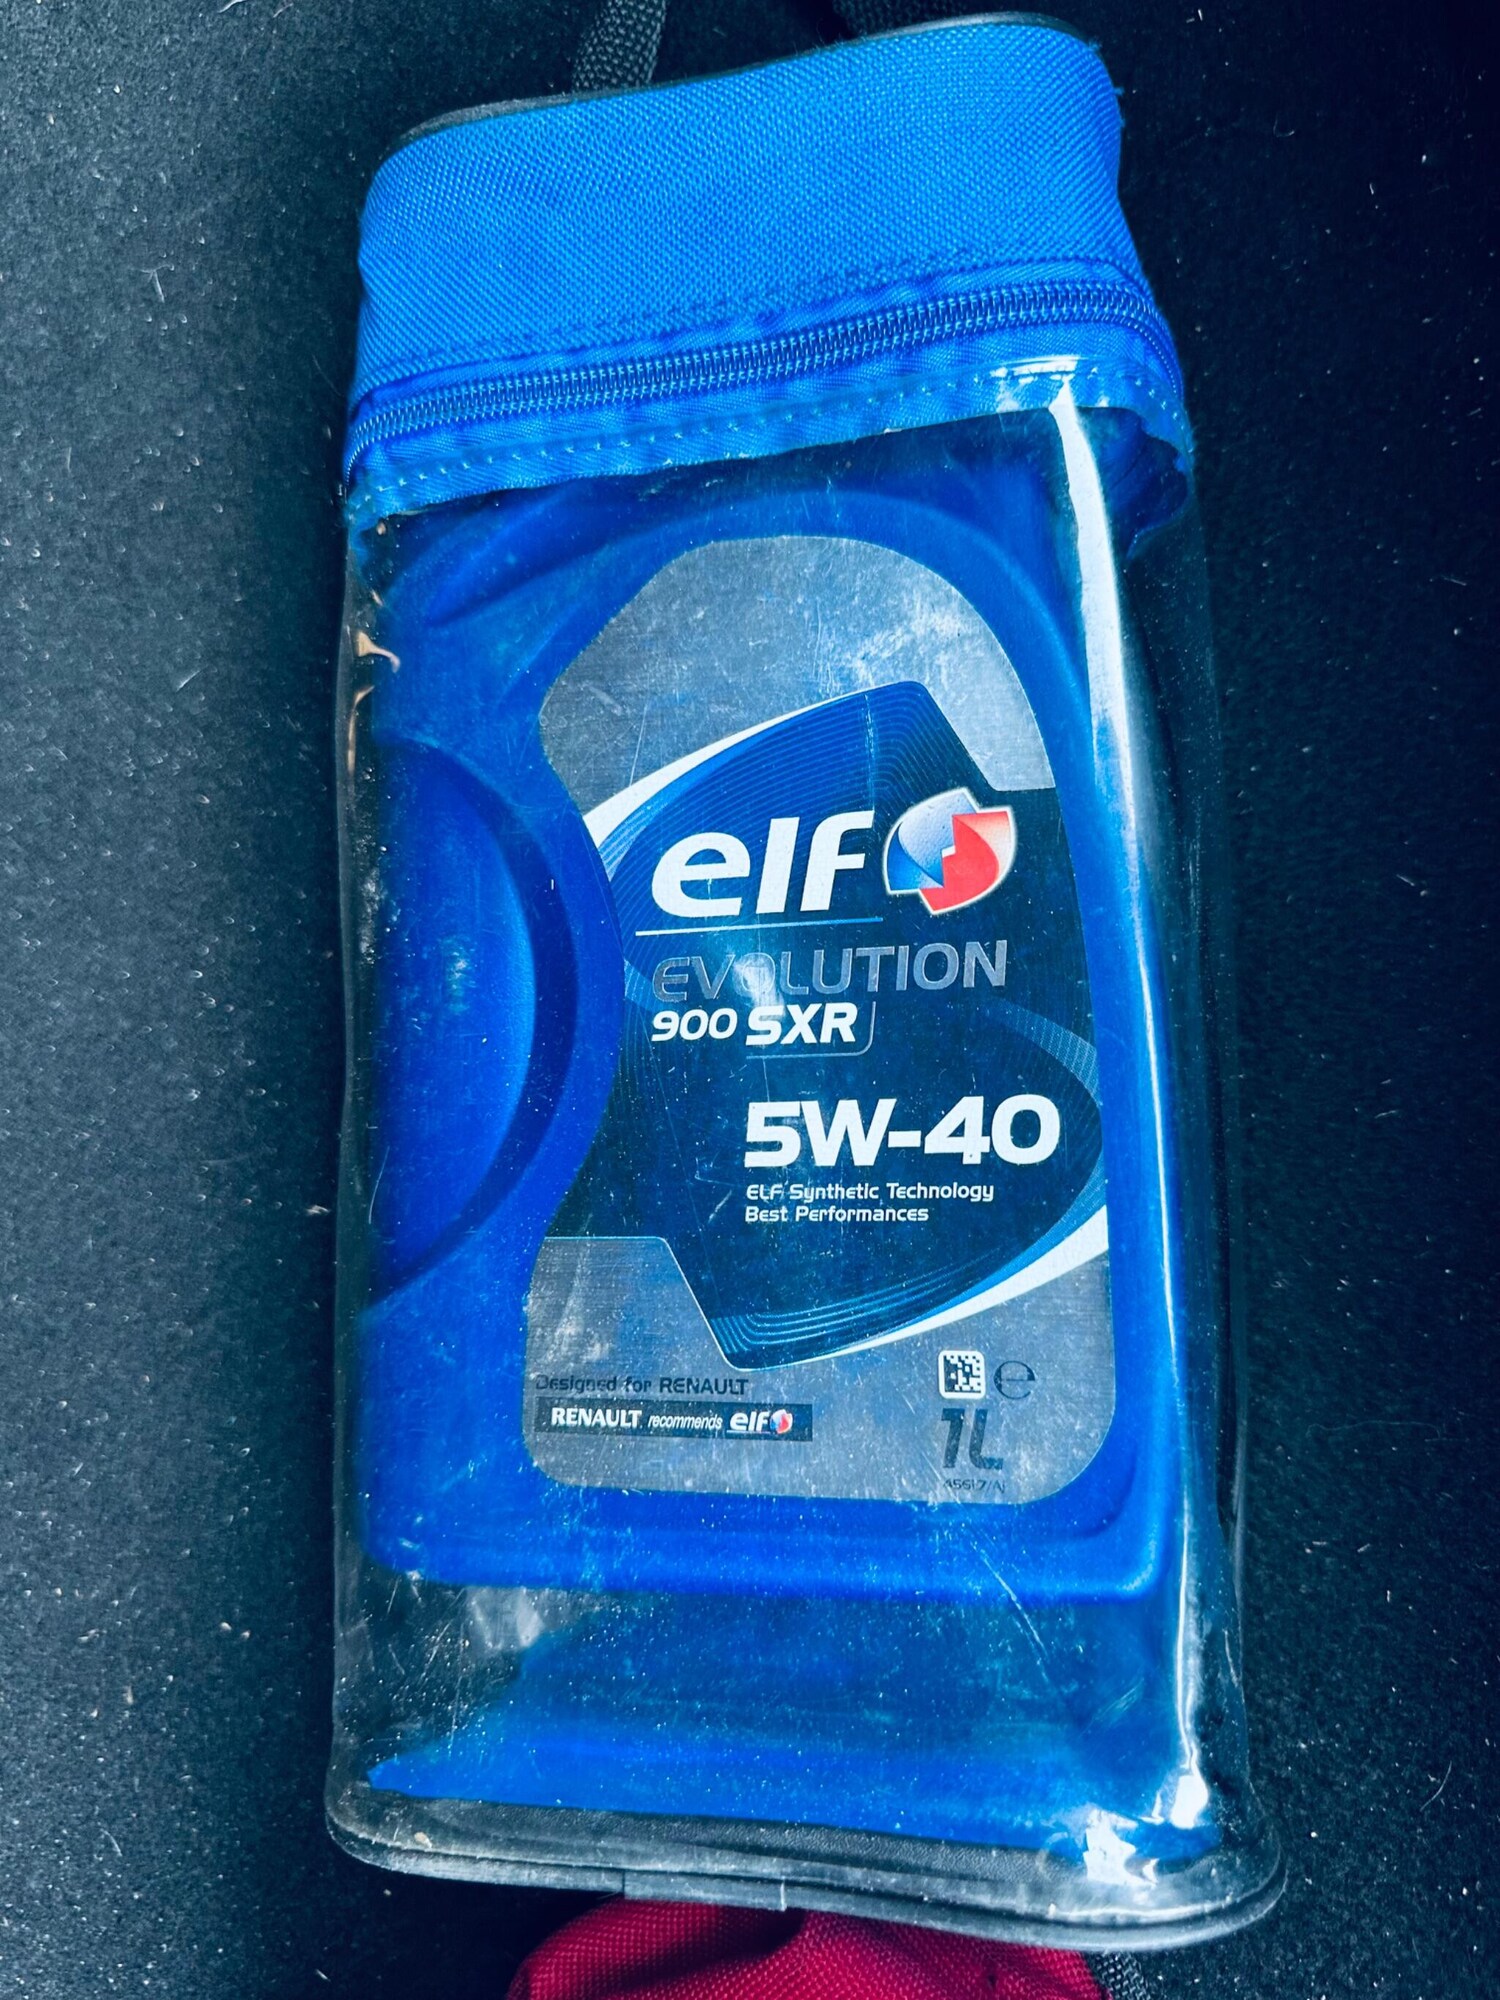 elf
EVOLUTION
900 SXR
5W-40
ELF Synthetic Technology
Best Performances
Designed for RENAULT
RENAULT recommends elf
e
1L